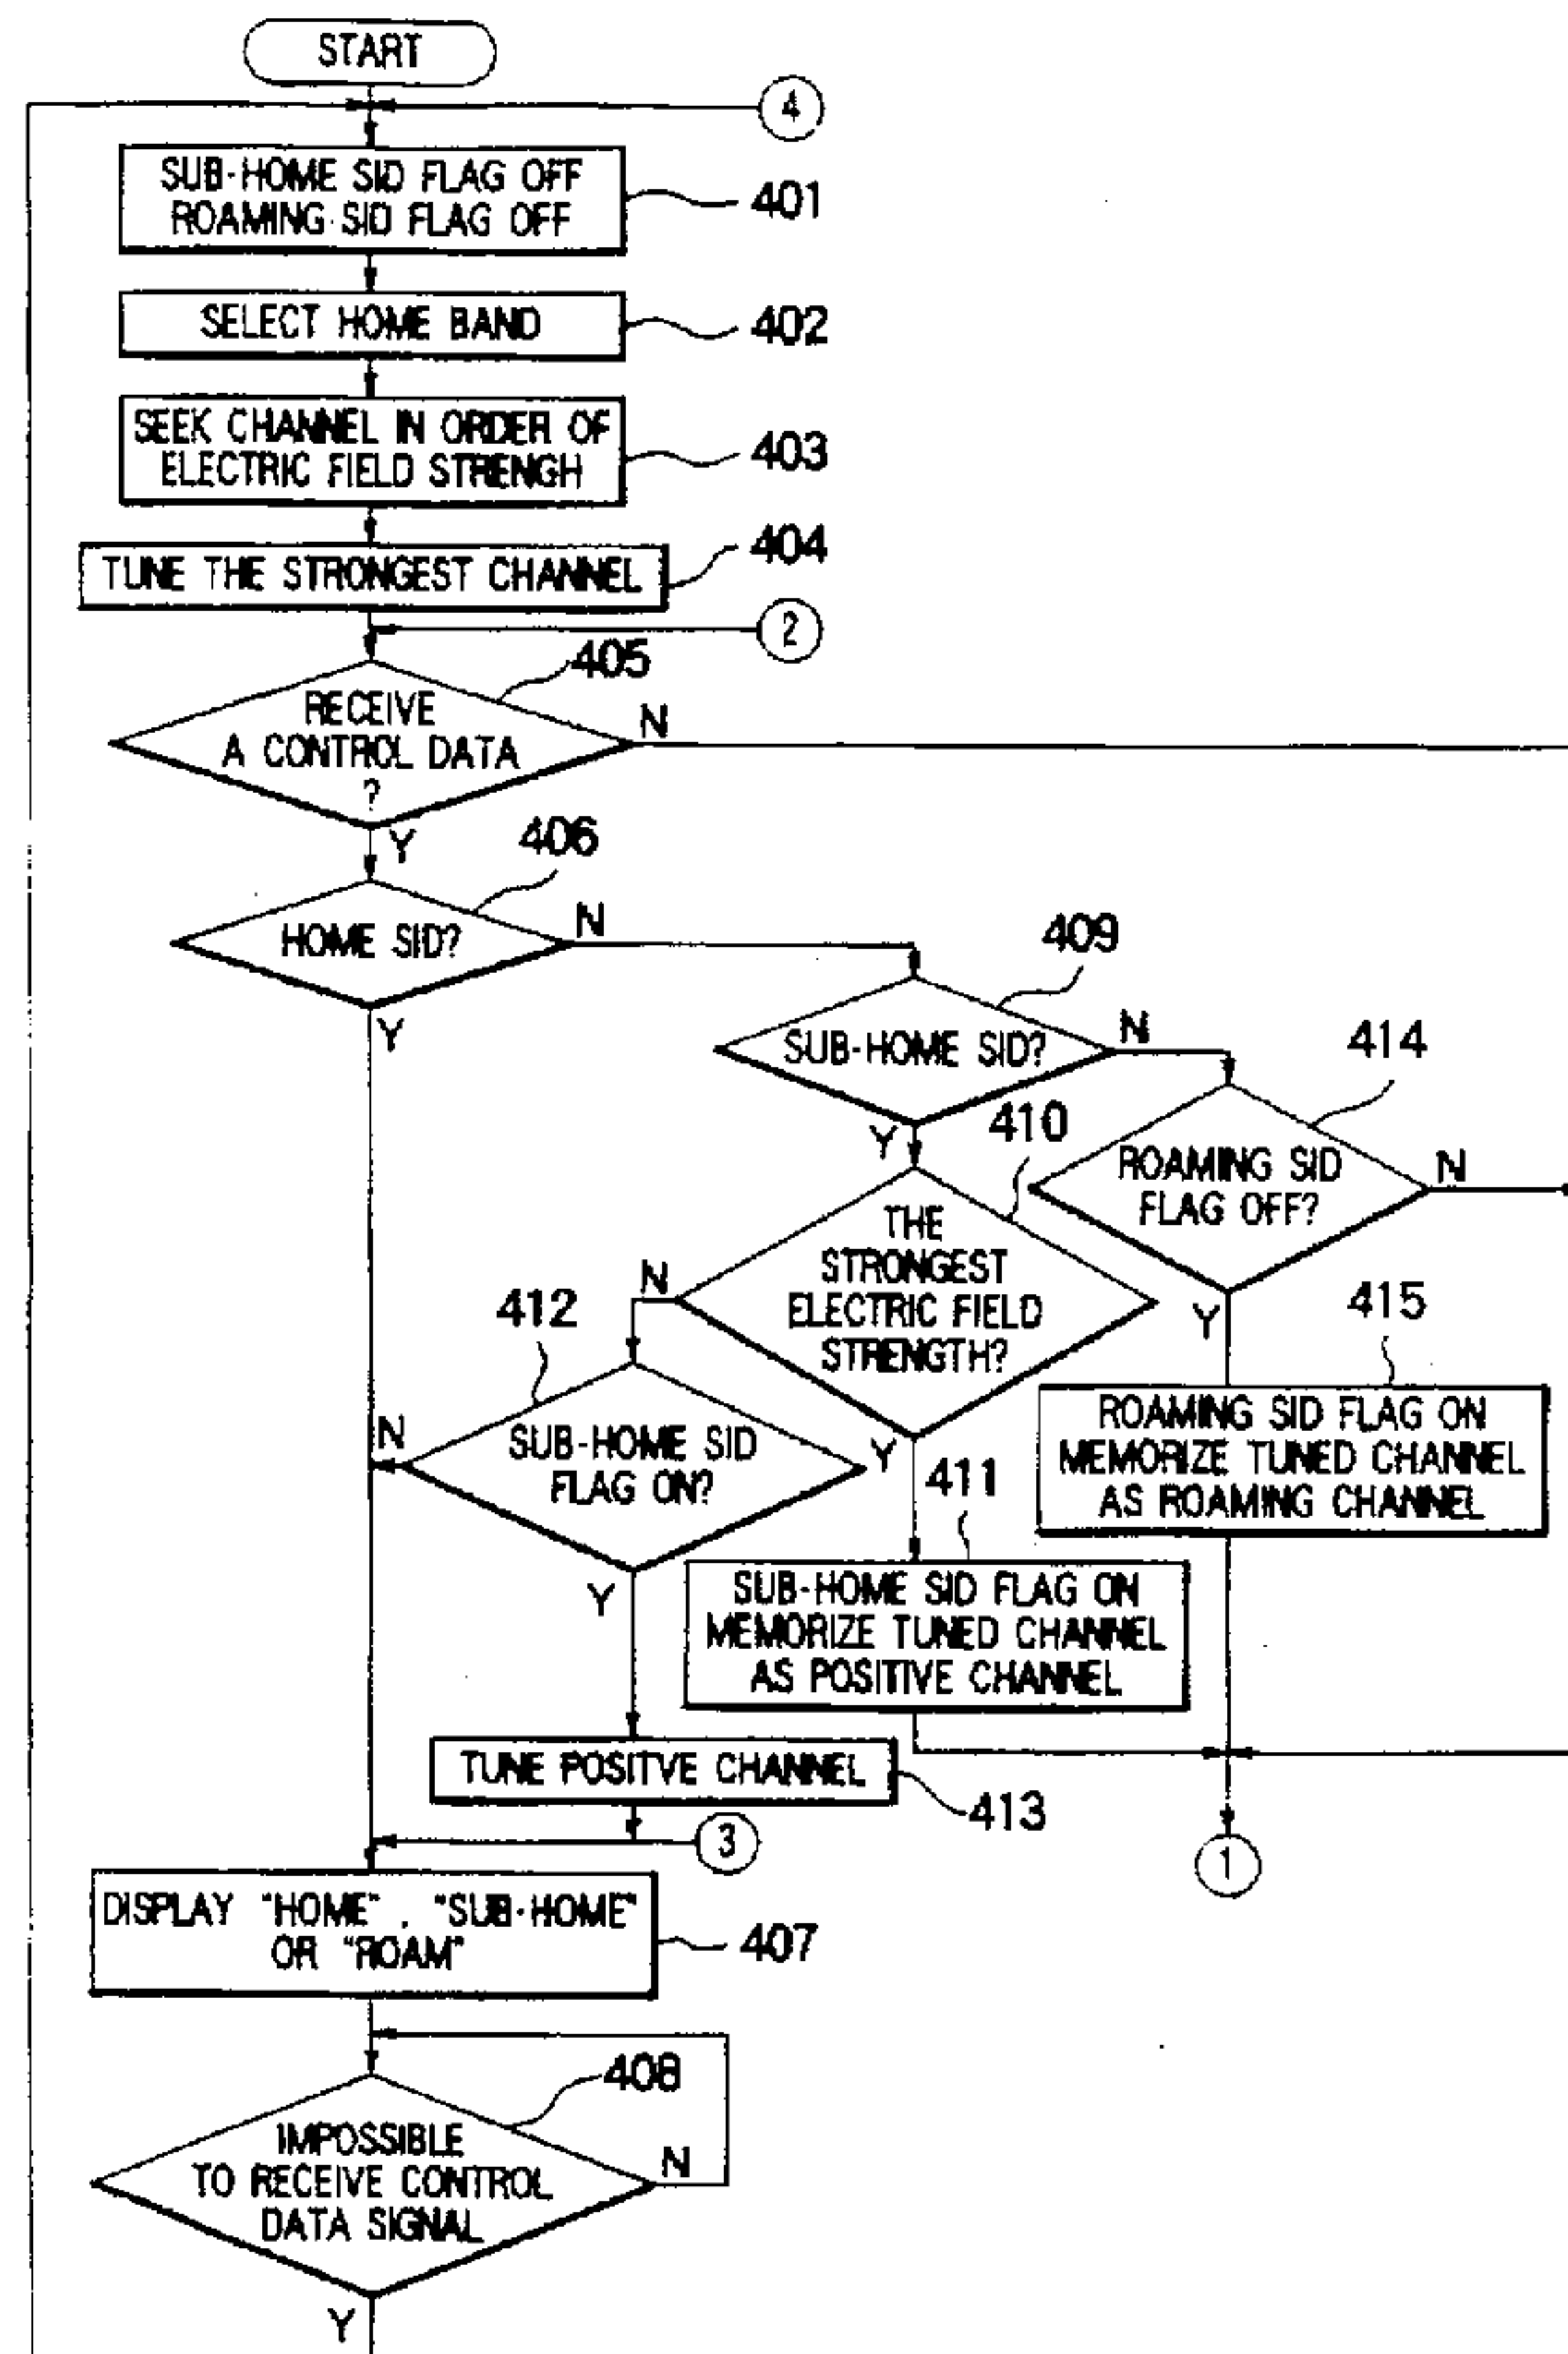 START
4
SUB-HOME SID FLAG OFF
ROAMING SID FLAG OFF
401
SELECT HOME BAND
402
SEEK CHANNEL IN ORDER OF
ELECTRIC FIELD STRENGH
403
TUNE THE STRONGEST CHANNEL
404
2
405
RECEIVE
A CONTROL DATA
?
N
Y
406
HOME SID?
N
Y
409
SUB-HOME SID?
N
Y
414
ROAMING SID
FLAG OFF?
N
Y
410
THE
STRONGEST
ELECTRIC FIELD
STRENGTH?
N
Y
412
SUB-HOME SID
FLAG ON?
N
Y
415
ROAMING SID FLAG ON
MEMORIZE TUNED CHANNEL
AS ROAMING CHANNEL
411
SUB-HOME SID FLAG ON
MEMORIZE TUNED CHANNEL
AS POSITIVE CHANNEL
TUNE POSITVE CHANNEL
413
3
1
DISPLAY "HOME", "SUB-HOME"
OR "ROAM"
407
408
IMPOSSIBLE
TO RECEIVE CONTROL
DATA SIGNAL
N
Y